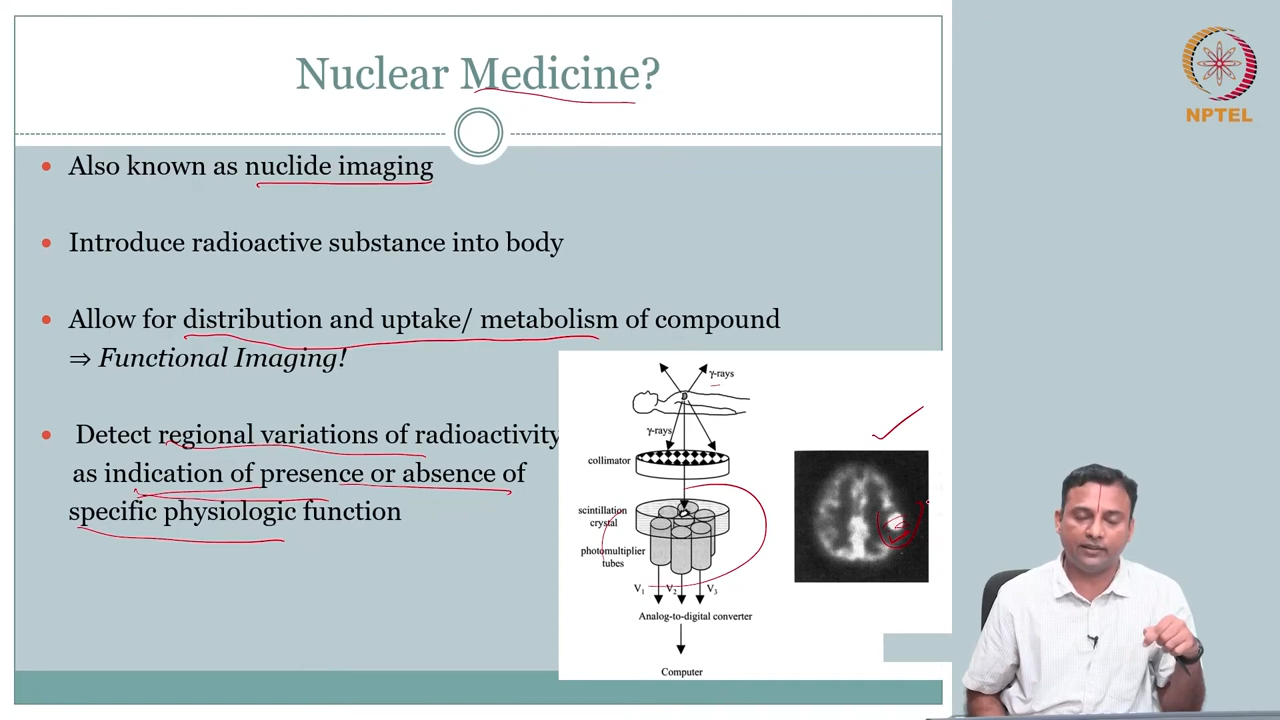 Nuclear Medicine?
NPTEL
• Also known as nuclide imaging
• Introduce radioactive substance into body
• Allow for distribution and uptake/ metabolism of compound
⇒ Functional Imaging!
• Detect regional variations of radioactivity
as indication of presence or absence of
specific physiologic function
γ-rays
γ-rays
collimator
scintillation
crystal
photomultiplier
tubes
V₁ V₂ V₃
Analog-to-digital converter
Computer